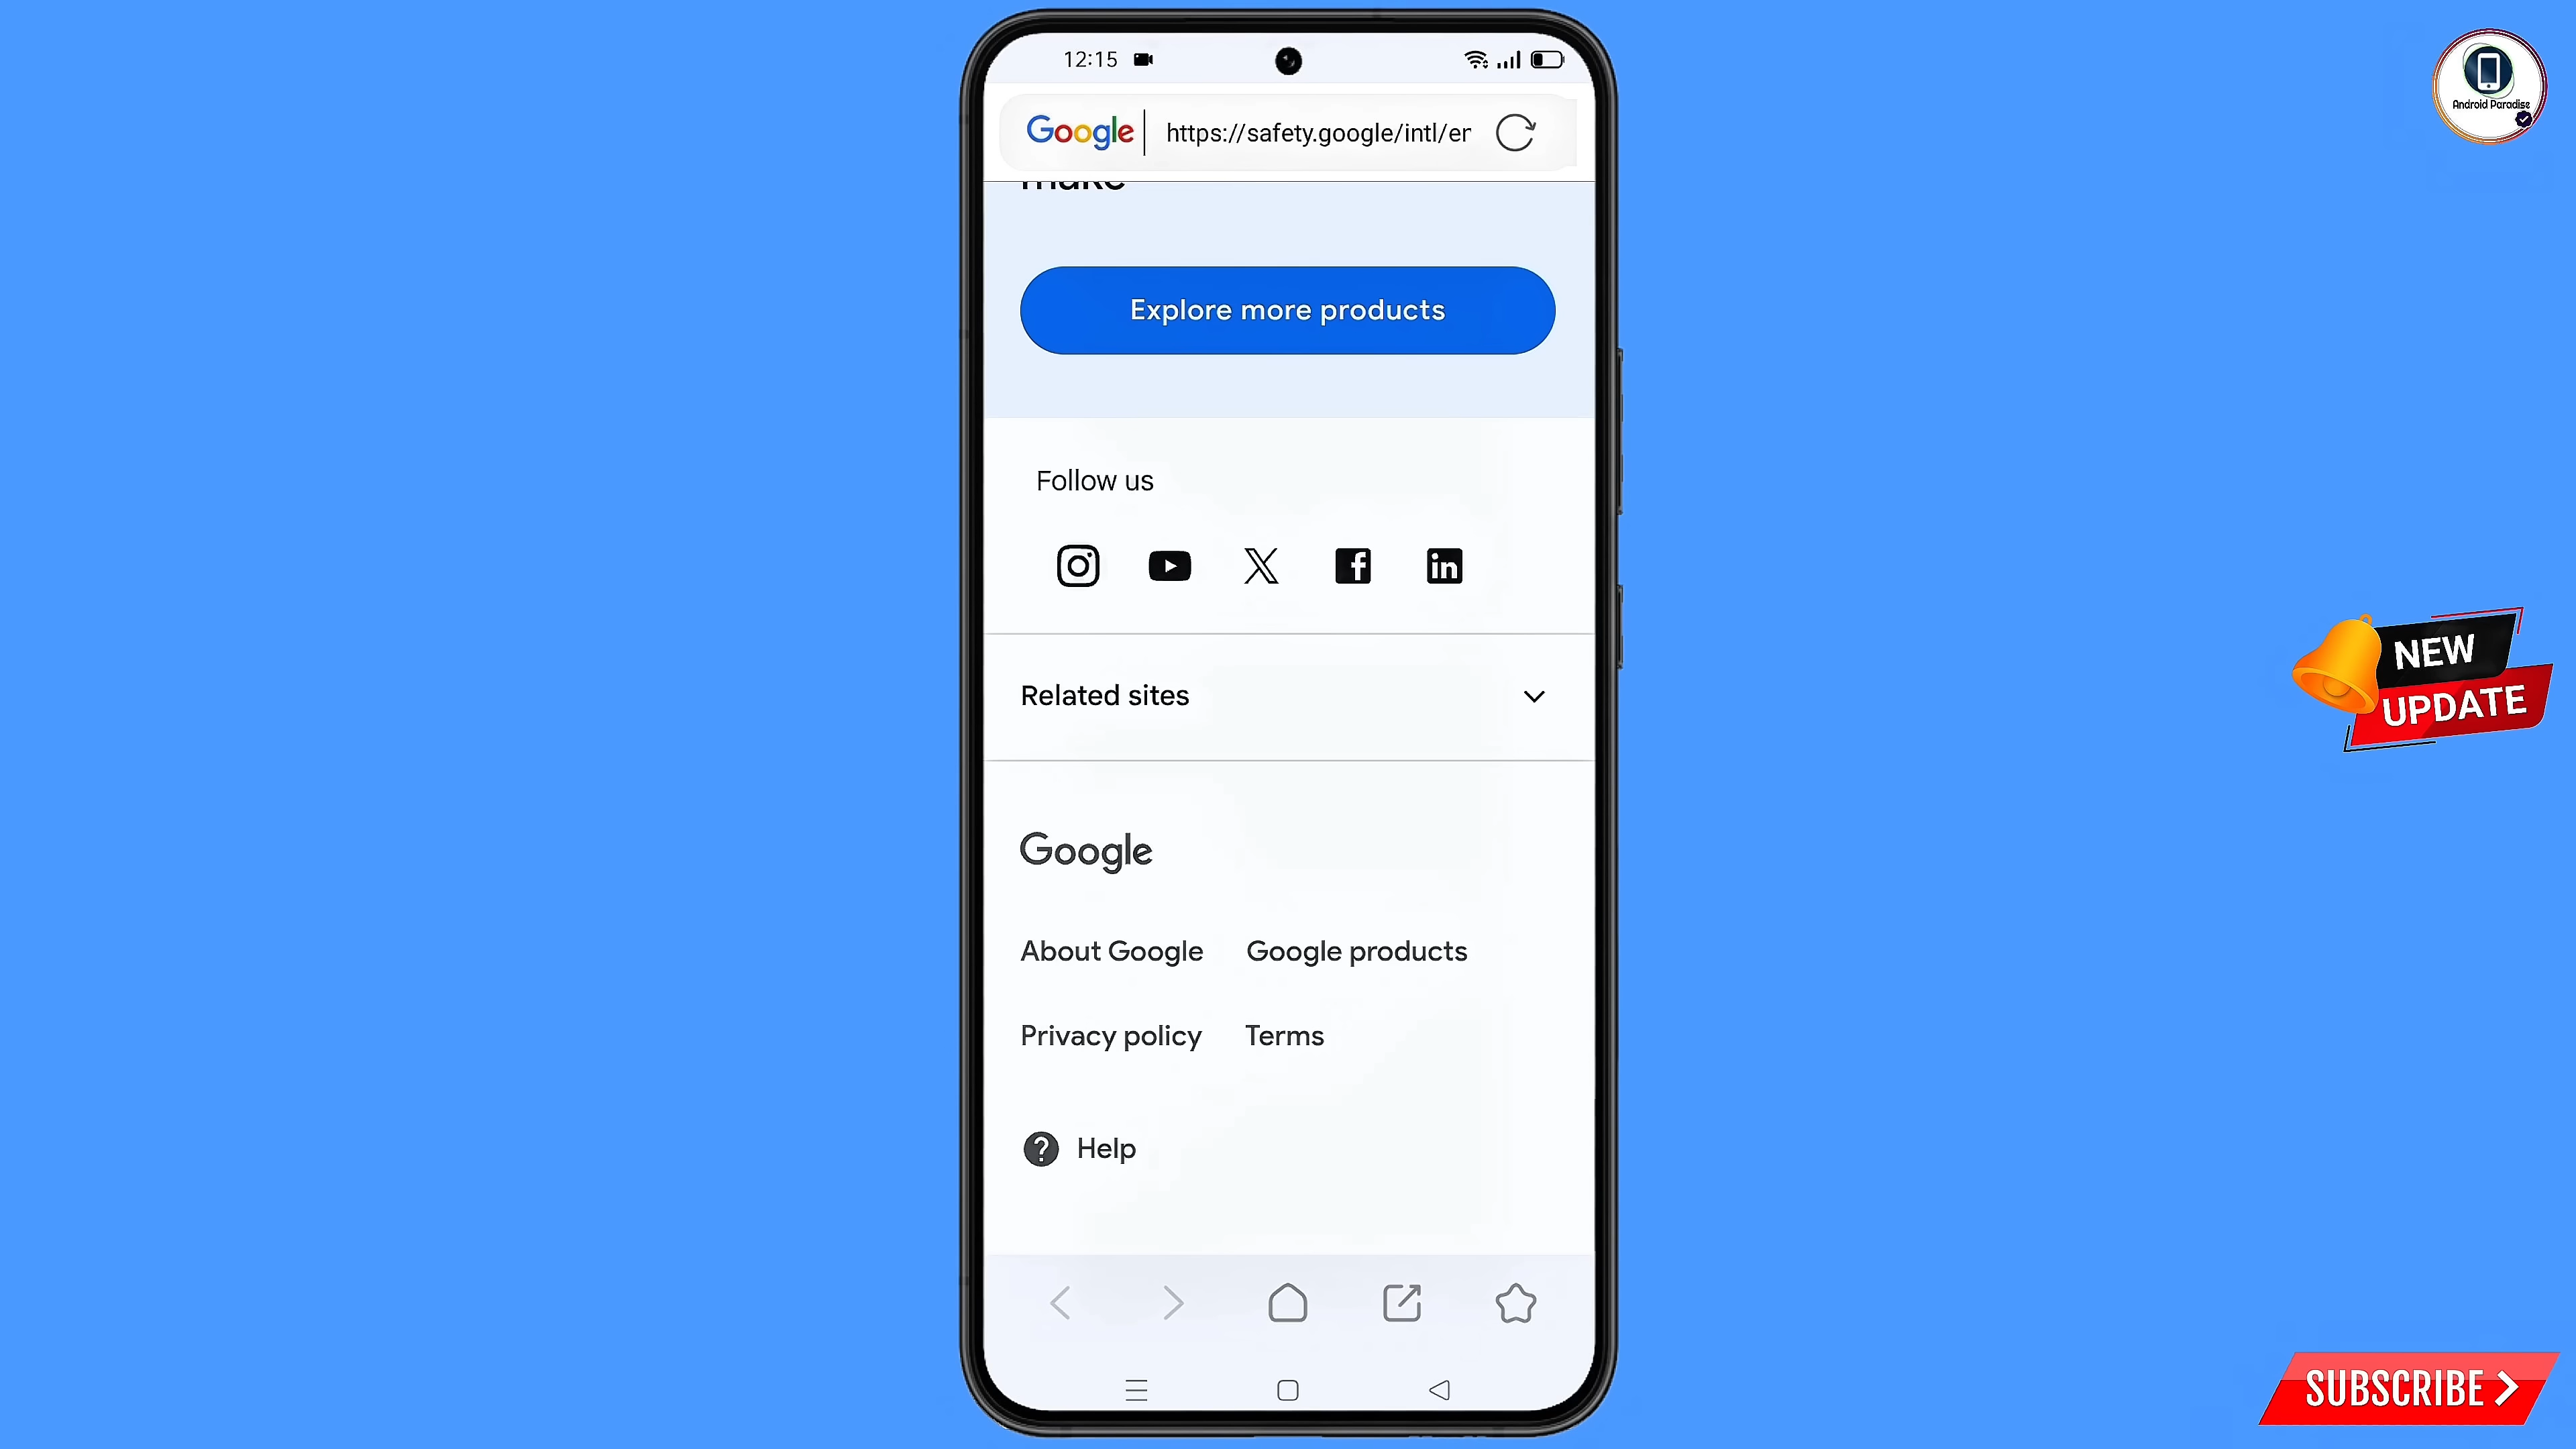 12:15
Google
https://safety.google/intl/er
make
Explore more products
Follow us
Related sites
Google
About Google
Google products
Privacy policy
Terms
? Help
Android Paradise
NEW
UPDATE
SUBSCRIBE